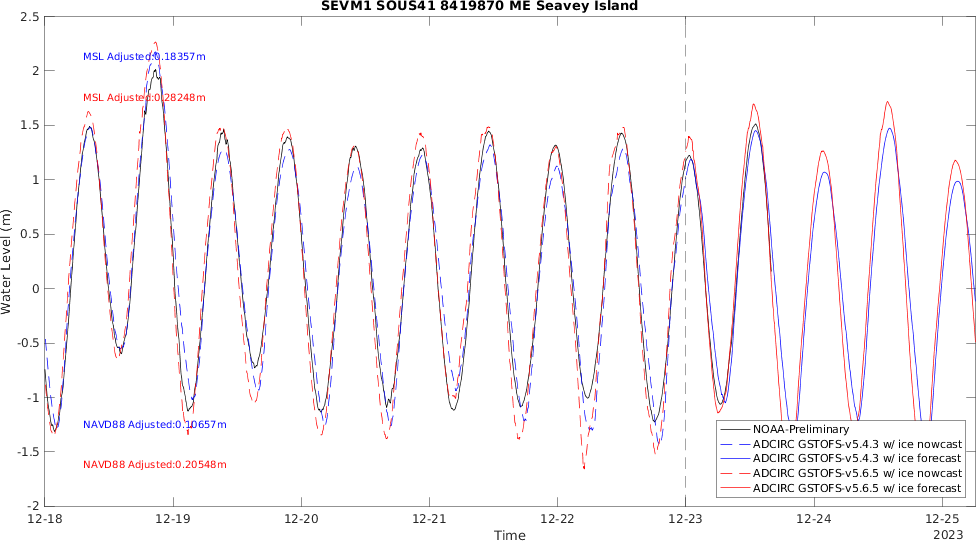 SEVM1 SOUS41 8419870 ME Seavey Island
2.5
2
1.5
1
0.5
0
-0.5
-1
-1.5
-2
Water Level (m)
MSL Adjusted:0.18357m
MSL Adjusted:0.28248m
NAVD88 Adjusted:0.10657m
NAVD88 Adjusted:0.20548m
NOAA-Preliminary
ADCIRC GSTOFS-v5.4.3 w/ ice nowcast
ADCIRC GSTOFS-v5.4.3 w/ ice forecast
ADCIRC GSTOFS-v5.6.5 w/ ice nowcast
ADCIRC GSTOFS-v5.6.5 w/ ice forecast
12-18 12-19 12-20 12-21 12-22 12-23 12-24 12-25
Time
2023